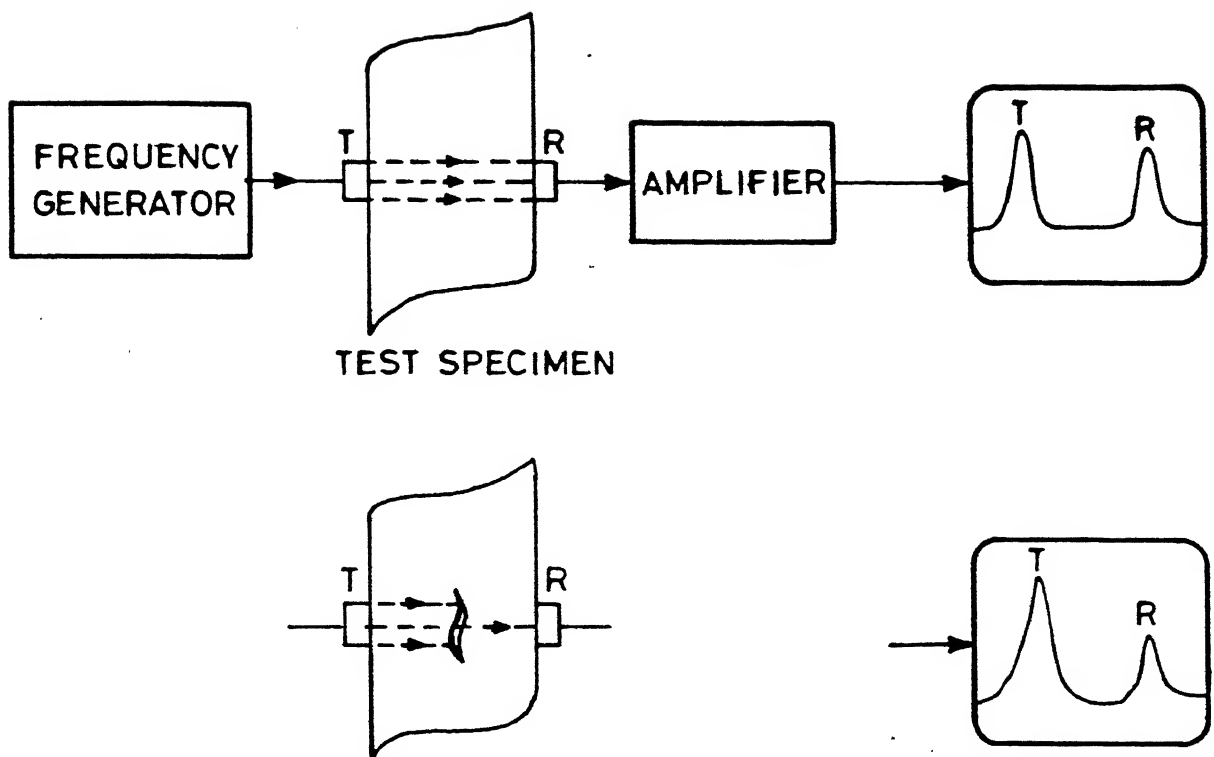 FREQUENCY
GENERATOR
T
R
AMPLIFIER
T
R
TEST SPECIMEN
T
R
T
R